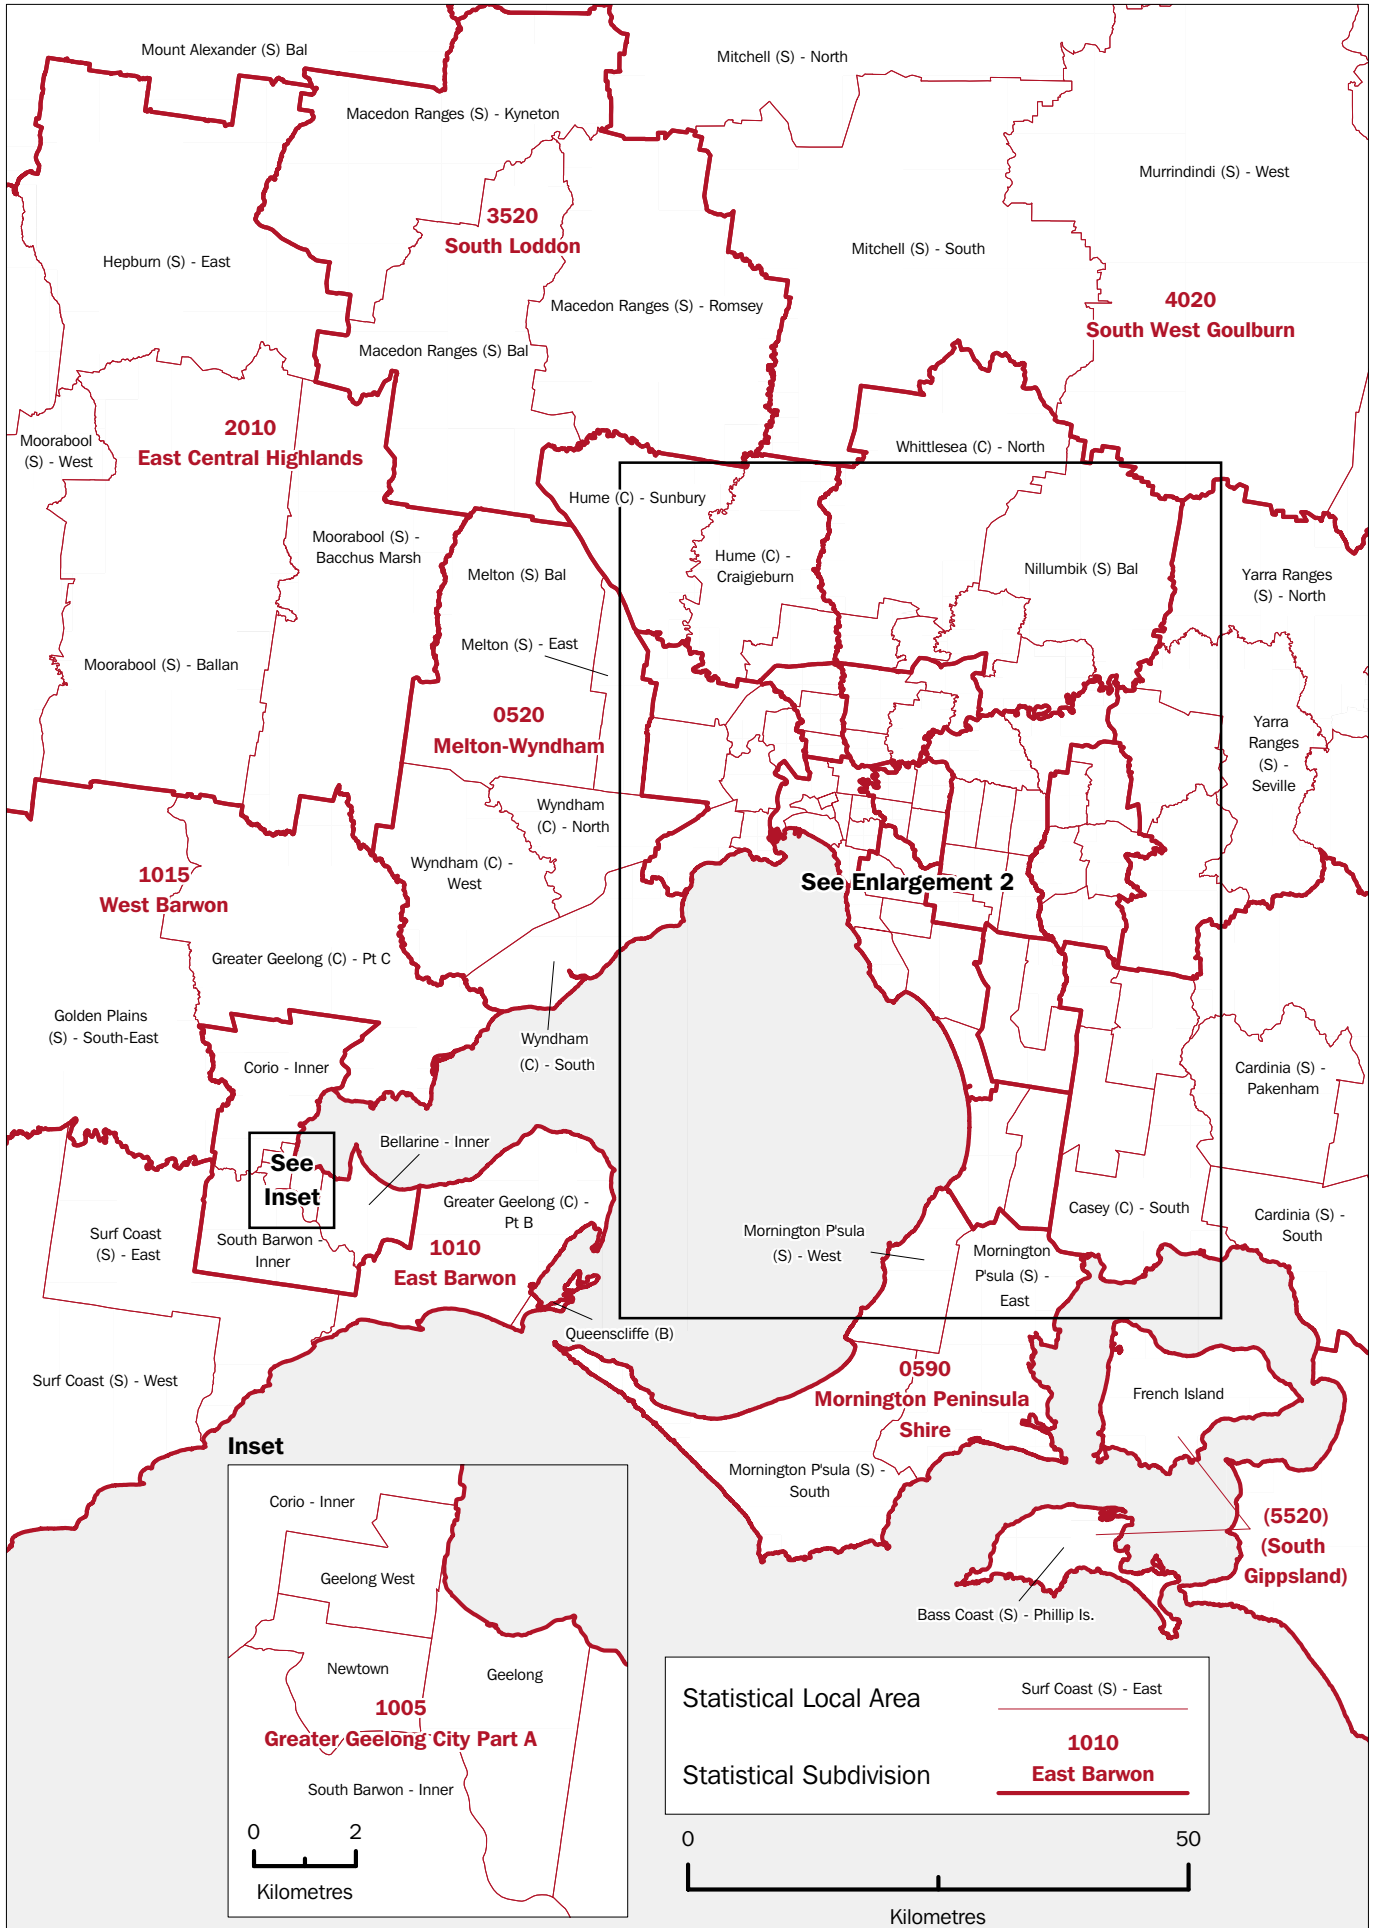 Mount Alexander (S) Bal
Mitchell (S) - North
Macedon Ranges (S) - Kyneton
Murrindindi (S) - West
3520
South Loddon
Mitchell (S) - South
Hepburn (S) - East
4020
South West Goulburn
Macedon Ranges (S) - Romsey
Macedon Ranges (S) Bal
2010
East Central Highlands
Moorabool
(S) - West
Whittlesea (C) - North
Hume (C) - Sunbury
Moorabool (S) -
Bacchus Marsh
Hume (C) -
Craigieburn
Melton (S) Bal
Nillumbik (S) Bal
Yarra Ranges
(S) - North
Melton (S) - East
Moorabool (S) - Ballan
0520
Melton-Wyndham
Yarra
Ranges
(S) -
Seville
Wyndham
(C) - North
Wyndham (C) -
West
1015
West Barwon
See Enlargement 2
Greater Geelong (C) - Pt C
Golden Plains
(S) - South-East
Wyndham
(C) - South
Corio - Inner
Cardinia (S) -
Pakenham
Bellarine - Inner
See
Inset
Greater Geelong (C) -
Pt B
Casey (C) - South
Cardinia (S) -
South
Surf Coast
(S) - East
South Barwon -
Inner
1010
East Barwon
Mornington P'sula
(S) - West
Mornington
P'sula (S) -
East
Queenscliffe (B)
Surf Coast (S) - West
0590
Mornington Peninsula
Shire
French Island
Mornington P'sula (S) -
South
(5520)
(South
Gippsland)
Bass Coast (S) - Phillip Is.
Inset
Corio - Inner
Geelong West
Newtown
Geelong
1005
Greater Geelong City Part A
South Barwon - Inner
0 2
Kilometres
Statistical Local Area
Surf Coast (S) - East
Statistical Subdivision
1010
East Barwon
0 50
Kilometres